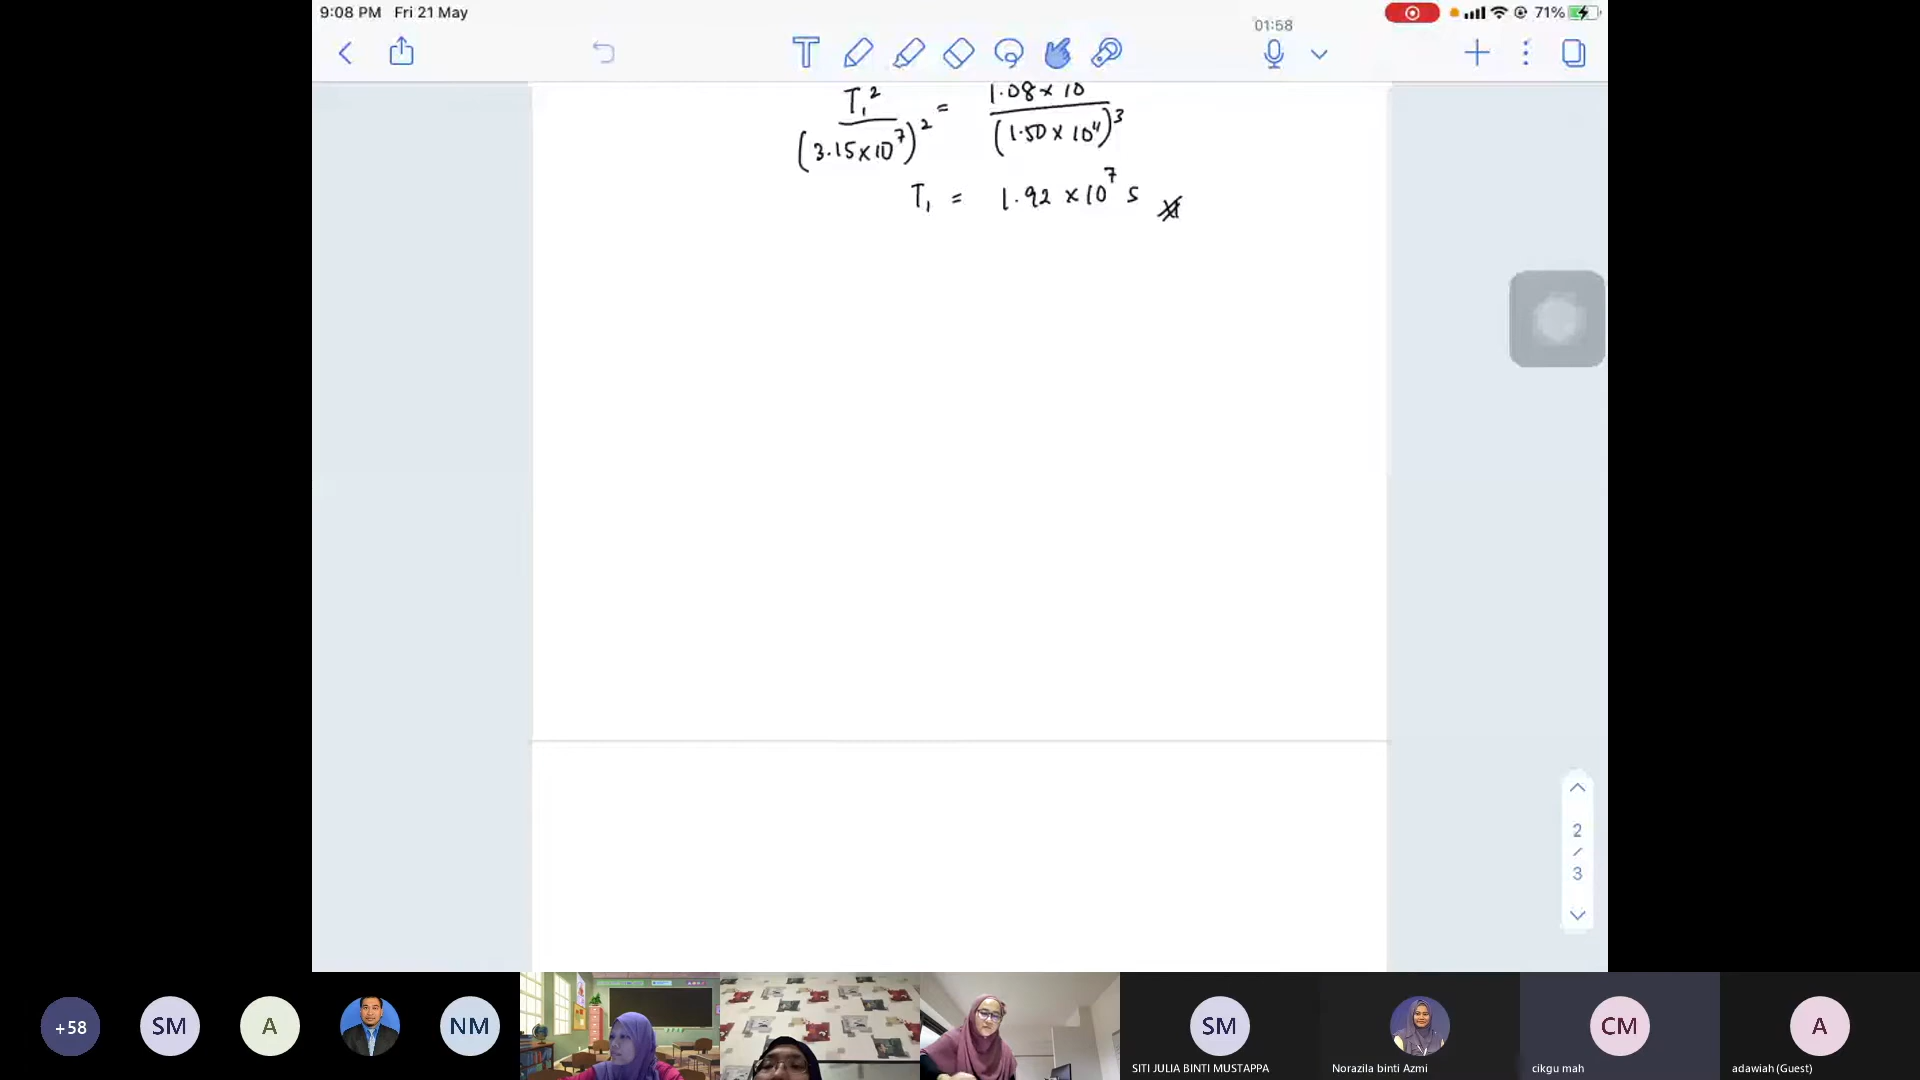 9:08 PM Fri 21 May
71%
01:58
T₁² / (3.15 × 10⁷)² = 1.08 × 10 / (1.50 × 10¹¹)³
T₁ = 1.92 × 10⁷ s
2
/
3
+58
SM
A
NM
SM
CM
A
SITI JULIA BINTI MUSTAPPA
Norazila binti Azmi
cikgu mah
adawiah (Guest)